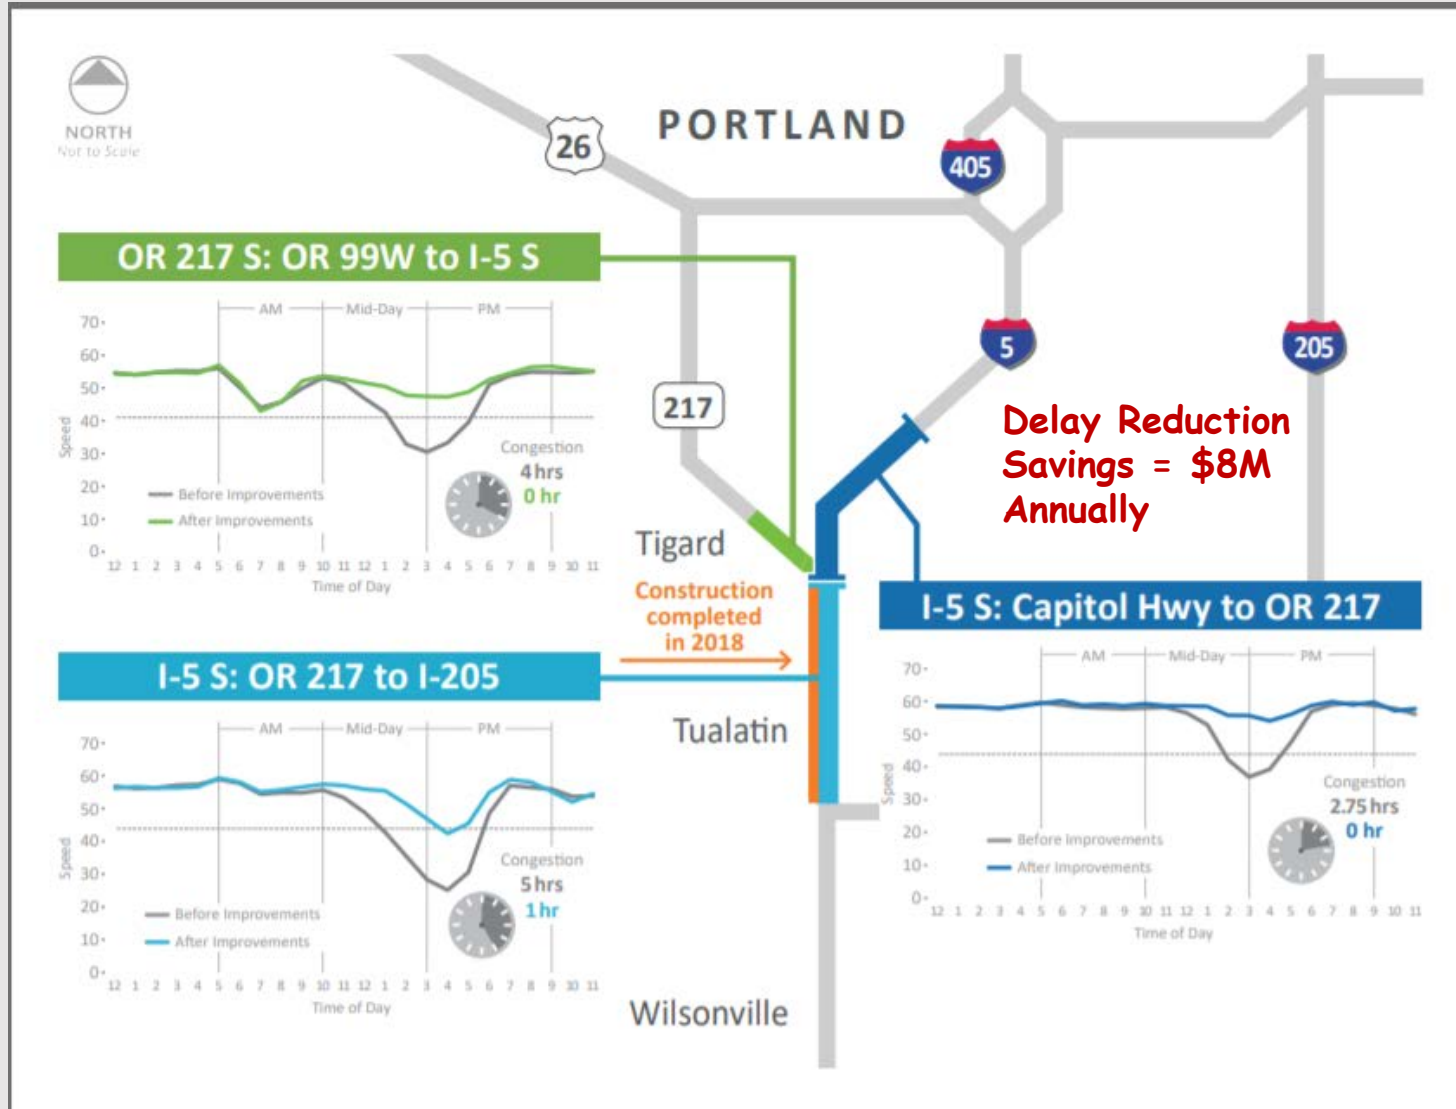 NORTH
Not to Scale
26
PORTLAND
405
5
205
217
OR 217 S: OR 99W to I-5 S
AM Mid-Day PM
70
60
50
40
30
20
10
0
Speed
Congestion
4 hrs
0 hr
Before Improvements
After Improvements
12 1 2 3 4 5 6 7 8 9 10 11 12 1 2 3 4 5 6 7 8 9 10 11
Time of Day
Delay Reduction
Savings = $8M
Annually
Tigard
Construction
completed
in 2018
I-5 S: Capitol Hwy to OR 217
AM Mid-Day PM
70
60
50
40
30
20
10
0
Speed
Congestion
2.75 hrs
0 hr
Before Improvements
After Improvements
12 1 2 3 4 5 6 7 8 9 10 11 12 1 2 3 4 5 6 7 8 9 10 11
Time of Day
I-5 S: OR 217 to I-205
AM Mid-Day PM
70
60
50
40
30
20
10
0
Speed
Congestion
5 hrs
1 hr
Before Improvements
After Improvements
12 1 2 3 4 5 6 7 8 9 10 11 12 1 2 3 4 5 6 7 8 9 10 11
Time of Day
Tualatin
Wilsonville